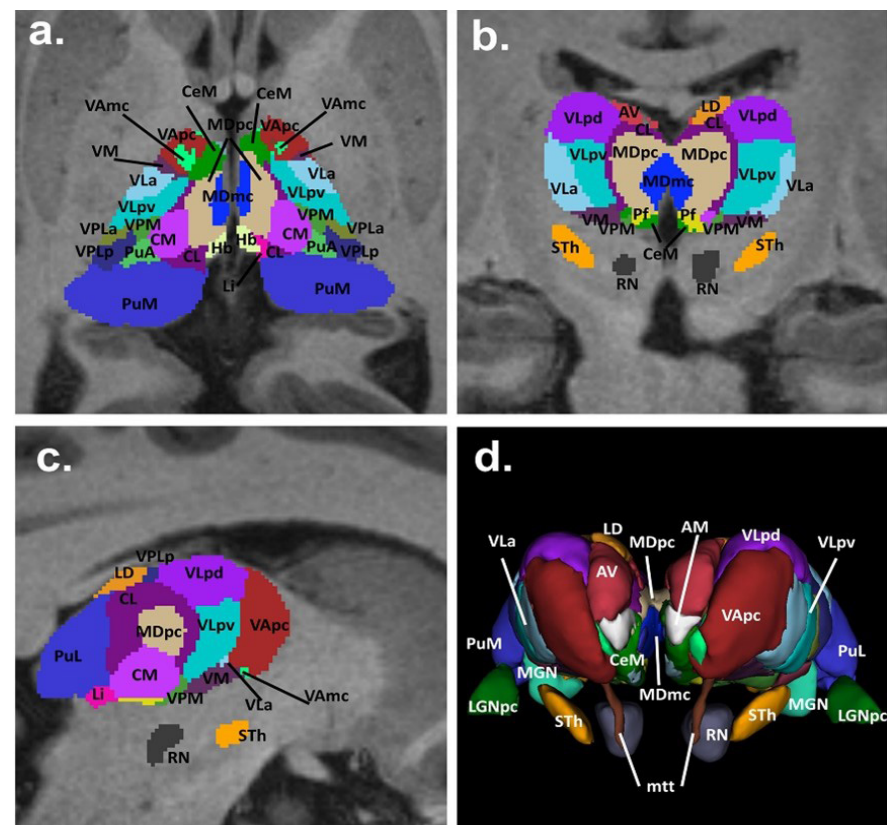 a.
CeM CeM
VAmc VAmc
VApc MDpc VApc
VM VM
VLa MDmc VLa
VLpv VLpv
VPLa VPM VPM VPLa
CM CM
VPLp PuA Hb Hb PuA VPLp
CL CL
Li
PuM PuM
b.
AV LD
VLpd CL CL VLpd
VLpv MDpc MDpc VLpv
VLa MDmc VLa
VM Pf Pf VM
VPM VPM
STh CeM STh
RN RN
c.
VPLp
LD VLpd
CL
MDpc VLpv VApc
PuL
CM VM
Li VPM
VLa VAmc
RN STh
d.
LD AM
VLa MDpc VLpd VLpv
AV
VApc
PuM CeM PuL
MGN MDmc MGN
LGNpc STh STh LGNpc
RN
mtt